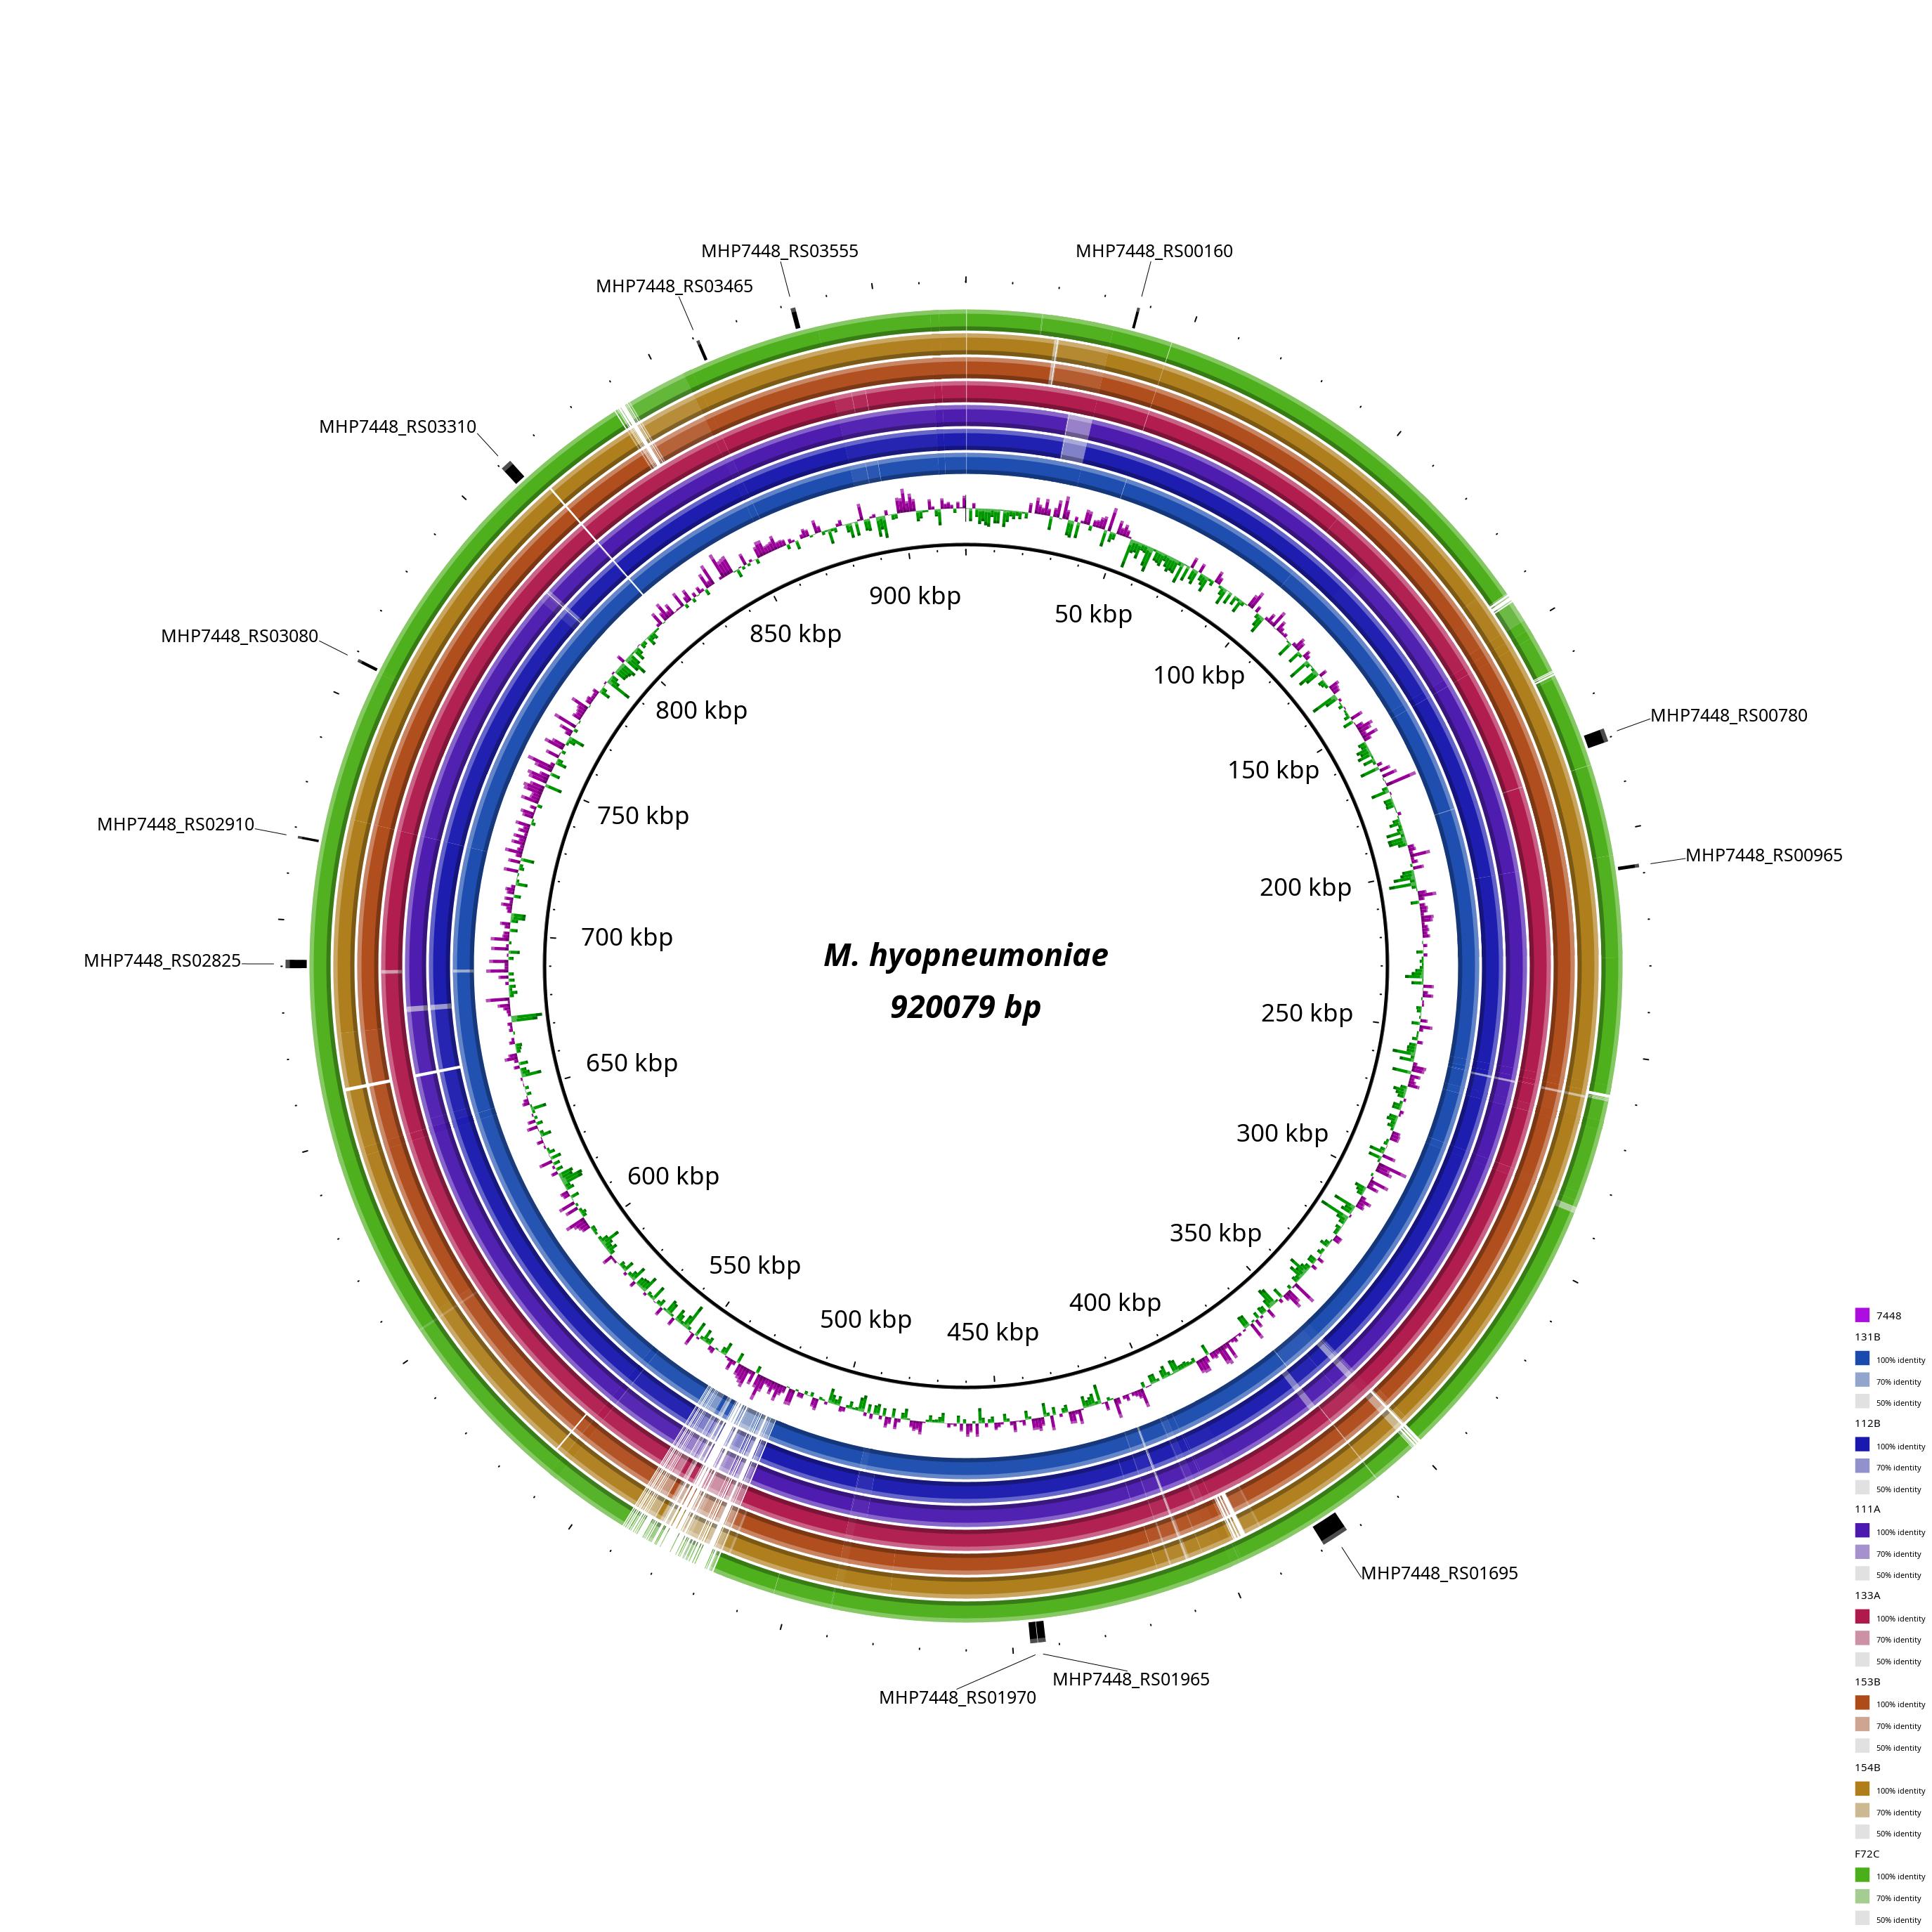 MHP7448_RS03555
MHP7448_RS00160
MHP7448_RS03465
MHP7448_RS03310
MHP7448_RS03080
MHP7448_RS02910
MHP7448_RS02825
MHP7448_RS00780
MHP7448_RS00965
MHP7448_RS01695
MHP7448_RS01965
MHP7448_RS01970
900 kbp
50 kbp
850 kbp
100 kbp
800 kbp
150 kbp
750 kbp
200 kbp
700 kbp
250 kbp
650 kbp
300 kbp
600 kbp
350 kbp
550 kbp
400 kbp
500 kbp
450 kbp
M. hyopneumoniae
920079 bp
7448
131B
100% identity
70% identity
50% identity
112B
100% identity
70% identity
50% identity
111A
100% identity
70% identity
50% identity
133A
100% identity
70% identity
50% identity
153B
100% identity
70% identity
50% identity
154B
100% identity
70% identity
50% identity
F72C
100% identity
70% identity
50% identity